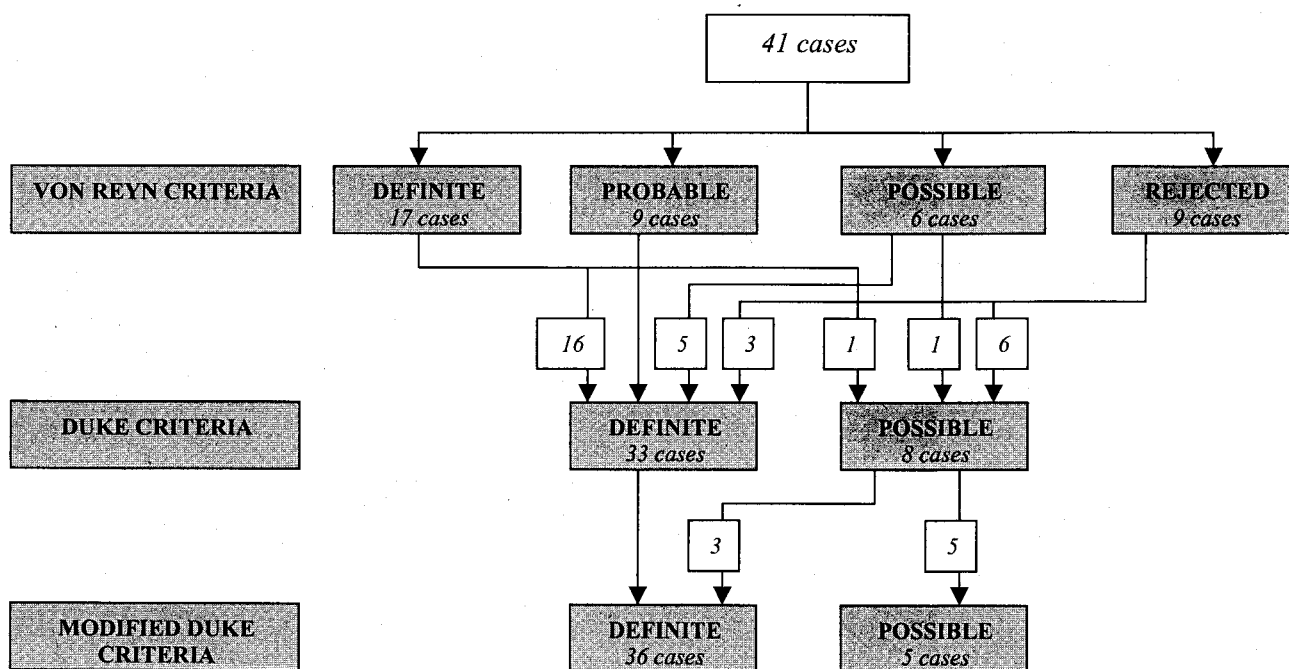 41 cases
VON REYN CRITERIA
DEFINITE
17 cases
PROBABLE
9 cases
POSSIBLE
6 cases
REJECTED
9 cases
16
5
3
1
1
6
DUKE CRITERIA
DEFINITE
33 cases
POSSIBLE
8 cases
3
5
MODIFIED DUKE
CRITERIA
DEFINITE
36 cases
POSSIBLE
5 cases